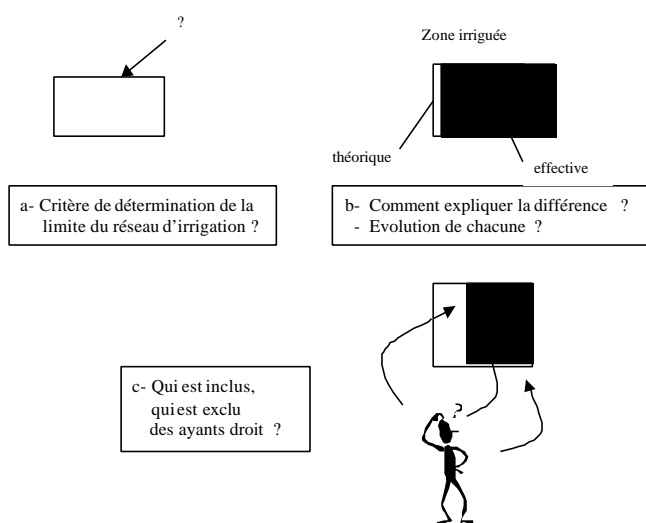 ?
Zone irriguée
théorique
effective
a- Critère de détermination de la
limite du réseau d'irrigation ?
b- Comment expliquer la différence ?
- Evolution de chacune ?
c- Qui est inclus,
qui est exclu
des ayants droit ?
?